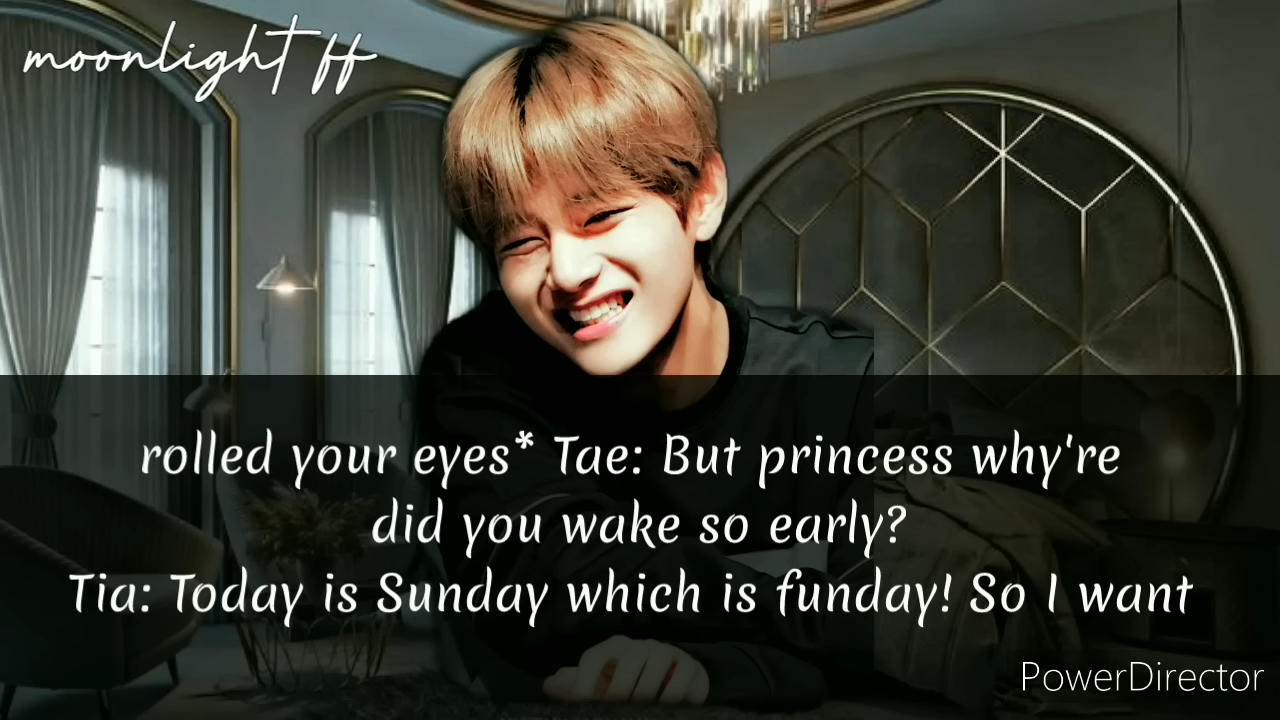 moonlight ff
rolled your eyes* Tae: But princess why're
did you wake so early?
Tia: Today is Sunday which is funday! So I want
PowerDirector